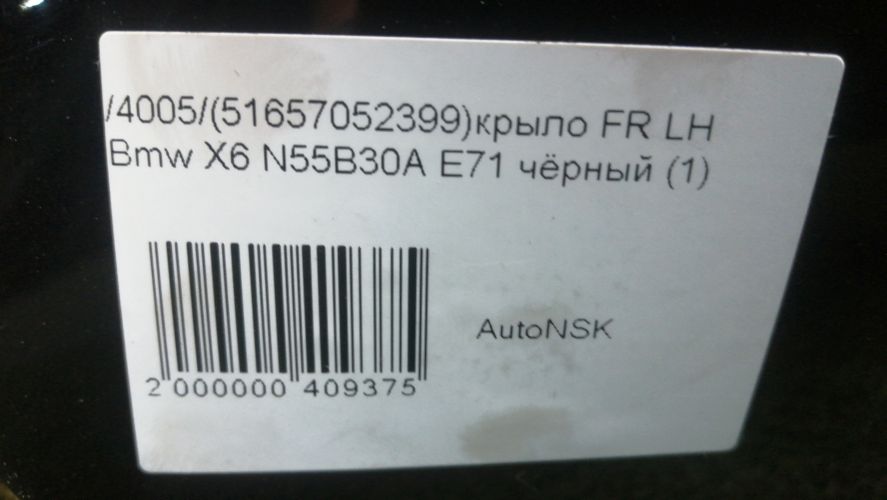 /4005/(51657052399)крыло FR LH
Bmw X6 N55B30A E71 чёрный (1)
AutoNSK
2 000000 409375